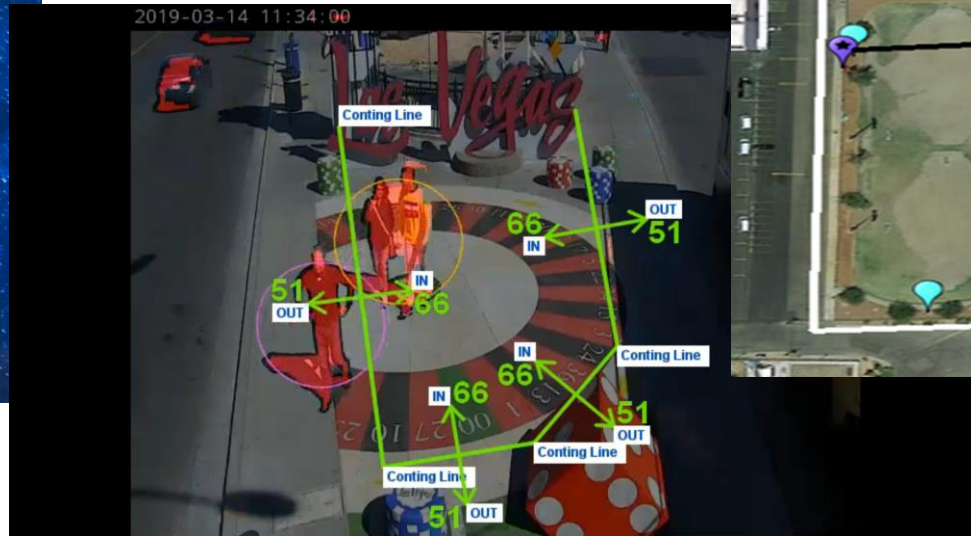 2019-03-14 11:34:00
Las Vegas
Conting Line
66
IN
OUT
51
51
OUT
IN
66
IN
66
Conting Line
IN
66
51
OUT
Conting Line
Conting Line
51
OUT